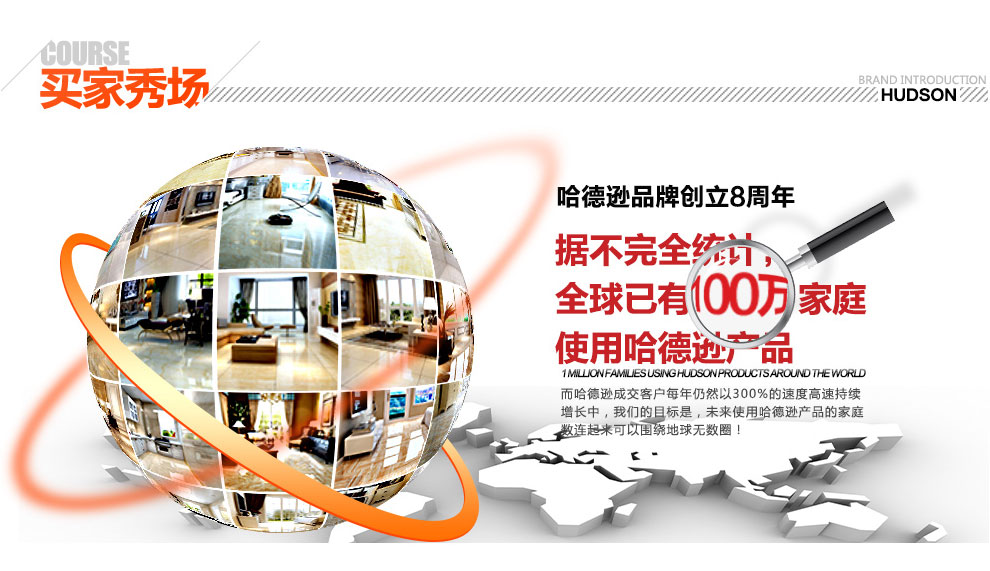 COURSE
买家秀场
BRAND INTRODUCTION
HUDSON
哈德逊品牌创立8周年
据不完全统计,
全球已有100万家庭
使用哈德逊产品
1 MILLION FAMILIES USING HUDSON PRODUCTS AROUND THE WORLD
而哈德逊成交客户每年仍然以300%的速度高速持续
增长中，我们的目标是，未来使用哈德逊产品的家庭
数连起来可以围绕地球无数圈！